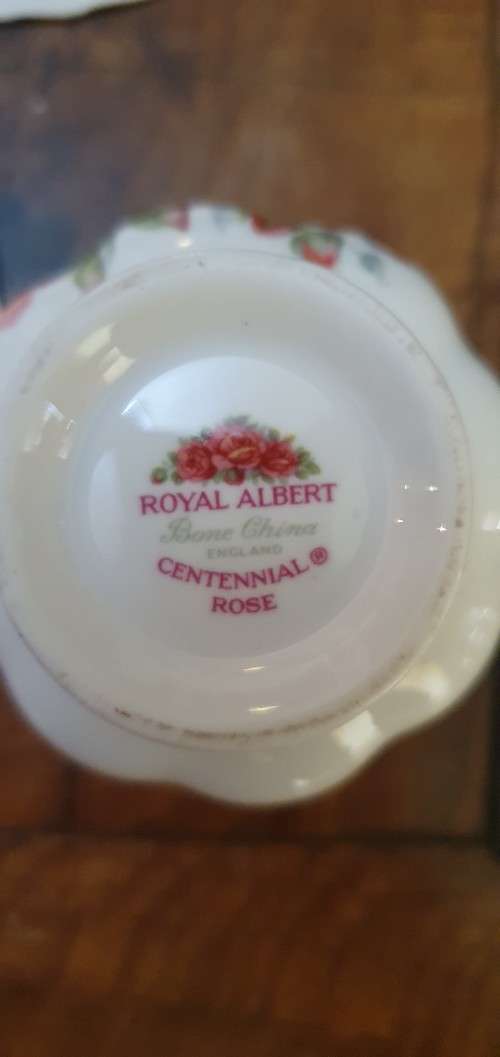 ROYAL ALBERT
Bone China
ENGLAND
CENTENNIAL®
ROSE